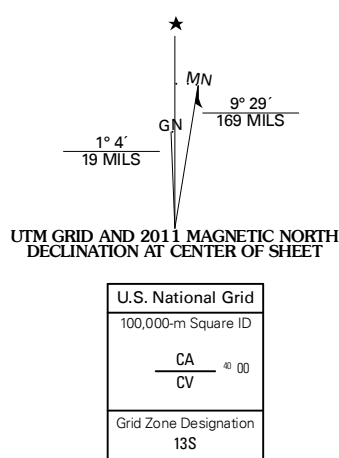 ★
MN
GN
9° 29´
169 MILS
1° 4´
19 MILS
UTM GRID AND 2011 MAGNETIC NORTH
DECLINATION AT CENTER OF SHEET
U.S. National Grid
100,000-m Square ID
CA
40 00
CV
Grid Zone Designation
13S